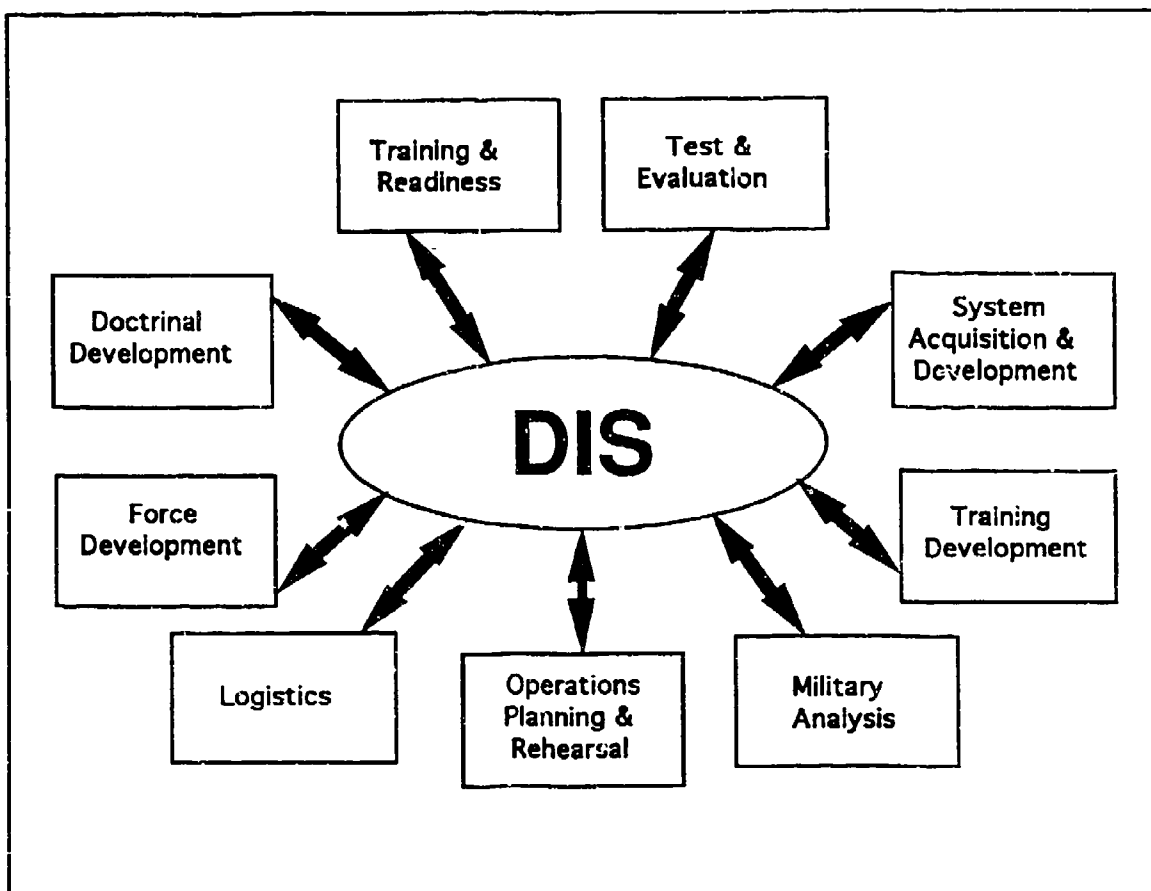 Training &
Readiness
Test &
Evaluation
Doctrinal
Development
System
Acquisition &
Development
DIS
Force
Development
Training
Development
Logistics
Operations
Planning &
Rehearsal
Military
Analysis